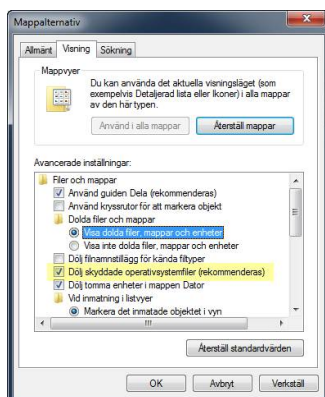 Mappalternativ
Allmänt
Visning
Sökning
Mappvyer
Du kan använda det aktuella visningsläget (som
exempelvis Detaljerad lista eller Ikoner) i alla mappar
av den här typen.
Använd i alla mappar
Återställ mappar
Avancerade inställningar:
Filer och mappar
Använd guiden Dela (rekommenderas)
Använd kryssrutor för att markera objekt
Dolda filer och mappar
Visa dolda filer, mappar och enheter
Visa inte dolda filer, mappar och enheter
Dölj filnamnstillägg för kända filtyper
Dölj skyddade operativsystemfiler (rekommenderas)
Dölj tomma enheter i mappen Dator
Vid inmatning i listvyer
Markera det inmatade objektet i vyn
Återställ standardvärden
OK
Avbryt
Verkställ